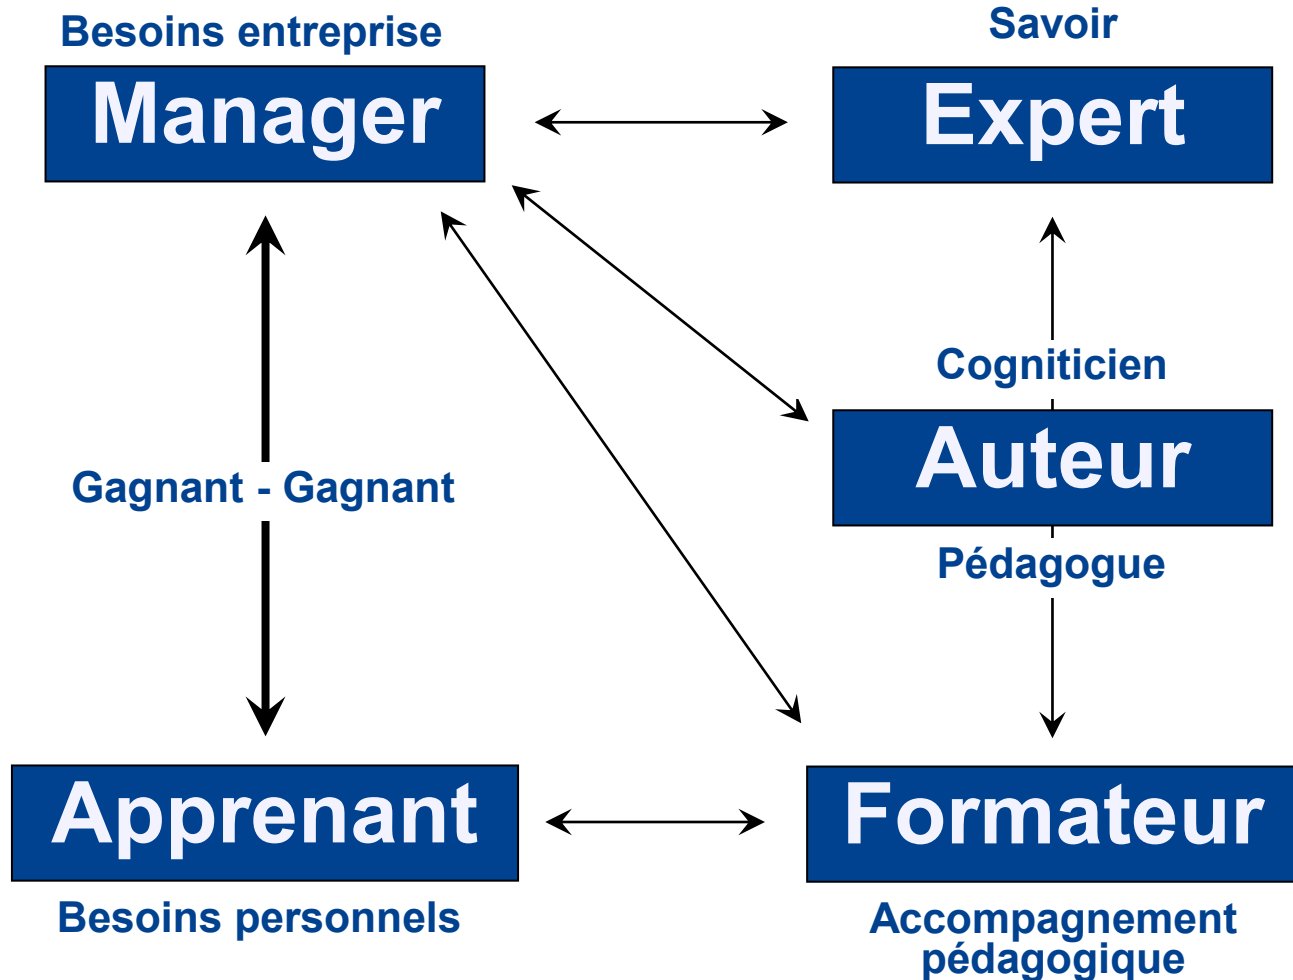 Besoins entreprise
Savoir
Manager
Expert
Cogniticien
Auteur
Gagnant - Gagnant
Pédagogue
Apprenant
Formateur
Besoins personnels
Accompagnement
pédagogique